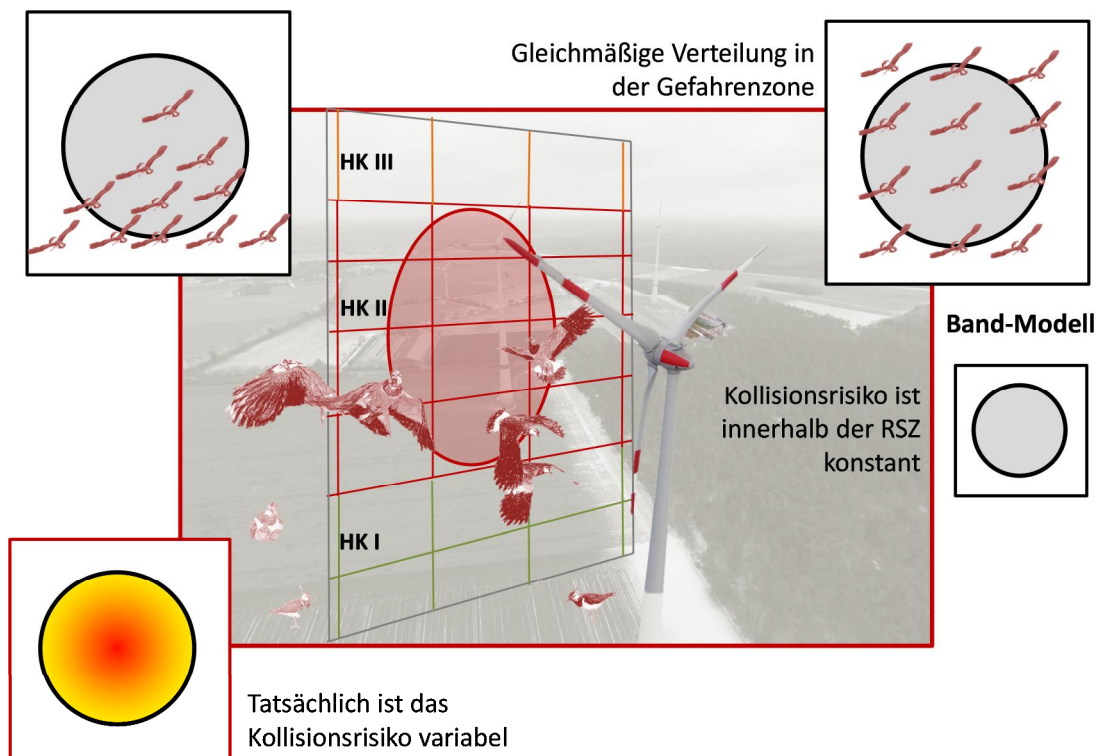 Gleichmäßige Verteilung in
der Gefahrenzone
HK III
HK II
HK I
Band-Modell
Kollisionsrisiko ist
innerhalb der RSZ
konstant
Tatsächlich ist das
Kollisionsrisiko variabel